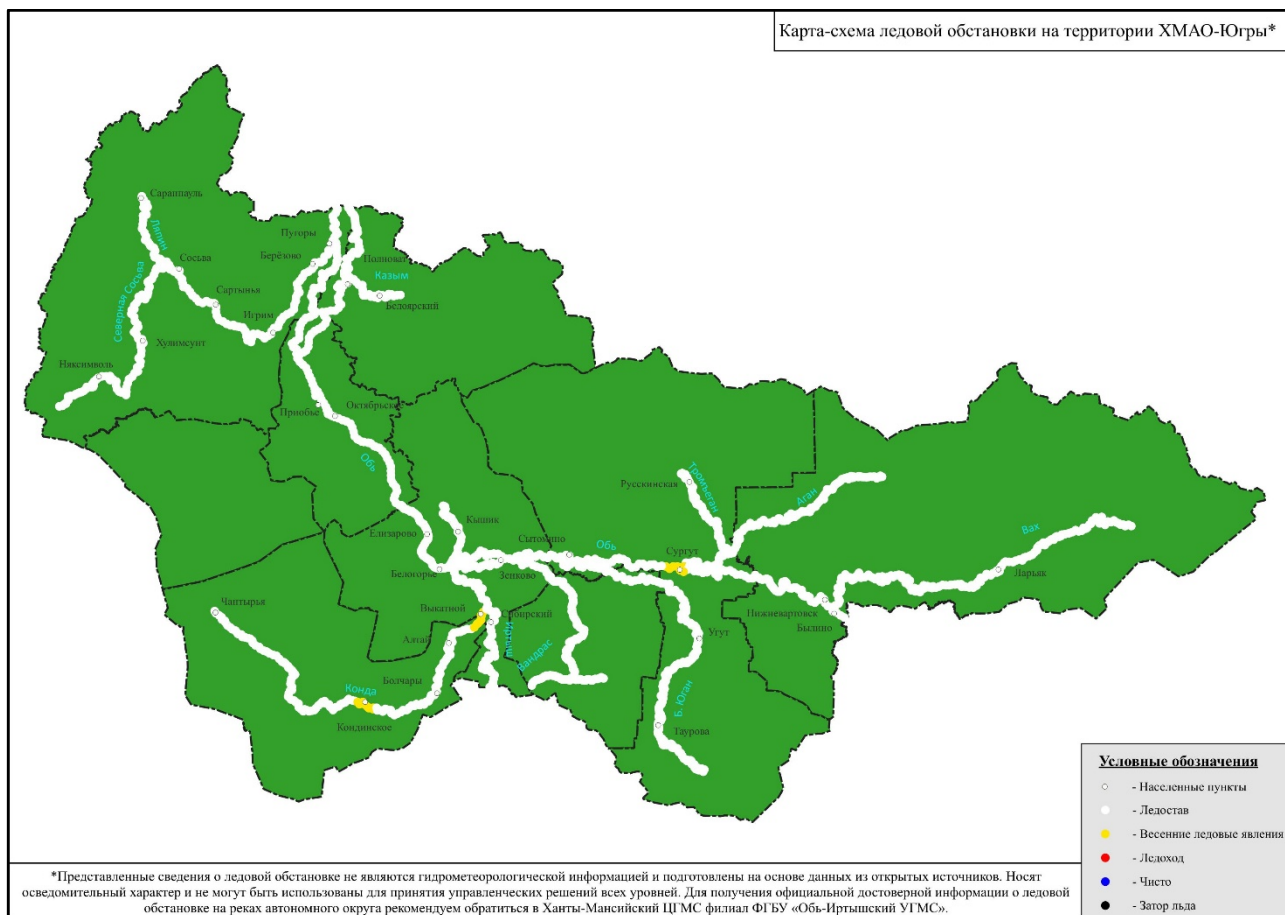 Карта-схема ледовой обстановки на территории ХМАО-Югры*
Саранпауль
Ляпин
Пугоры
Берёзово
Сосьва
Полноват
Казым
Северная Сосьва
Сартынья
Белоярский
Игрим
Хулимсунт
Няксимволь
Приобье
Октябрьское
Обь
Русскинская
Тромъеган
Аган
Кышик
Елизарово
Сытомино
Обь
Сургут
Вах
Белогорье
Зенково
Ларьяк
Чантырья
Выкатной
Сибирский
Нижневартовск
Былино
Алтай
Иртыш
Угут
Вандрас
Болчары
Конда
Б. Юган
Кондинское
Таурова
Условные обозначения
- Населенные пункты
- Ледостав
- Весенние ледовые явления
- Ледоход
- Чисто
- Затор льда
*Представленные сведения о ледовой обстановке не являются гидрометеорологической информацией и подготовлены на основе данных из открытых источников. Носят
осведомительный характер и не могут быть использованы для принятия управленческих решений всех уровней. Для получения официальной достоверной информации о ледовой
обстановке на реках автономного округа рекомендуем обратиться в Ханты-Мансийский ЦГМС филиал ФГБУ «Обь-Иртышский УГМС».